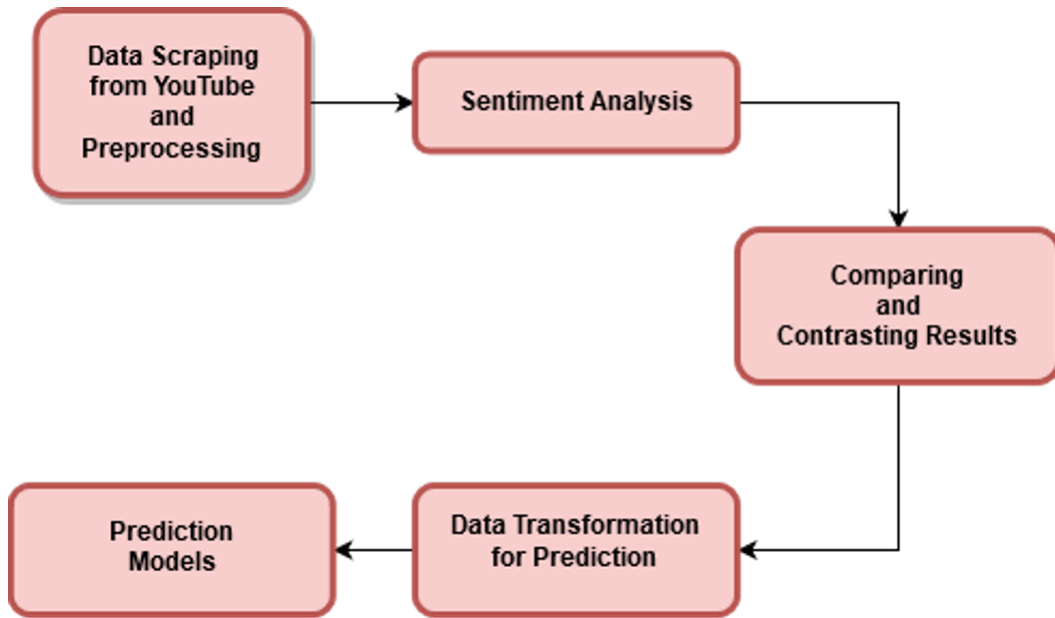 Data Scraping
from YouTube
and
Preprocessing
Sentiment Analysis
Comparing
and
Contrasting Results
Data Transformation
for Prediction
Prediction
Models